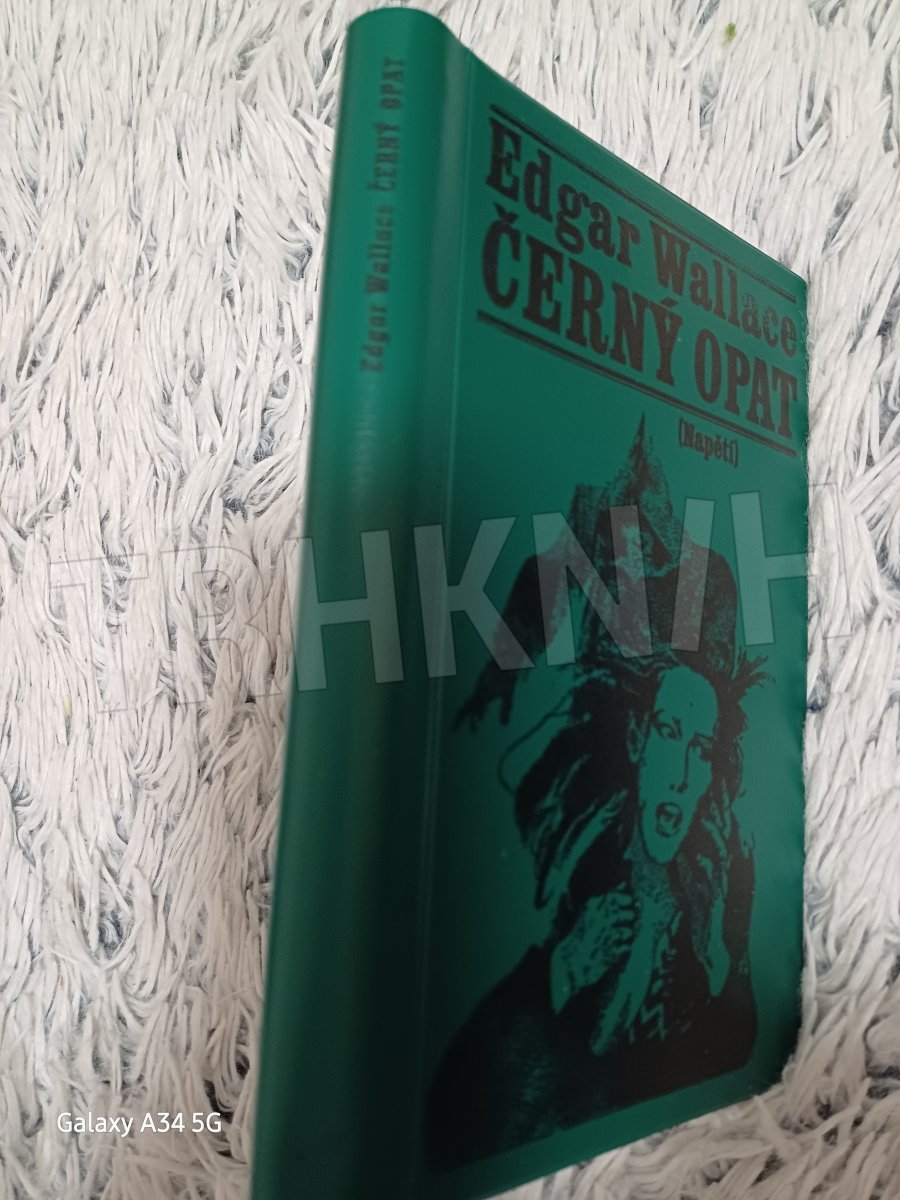 Edgar Wallace ČERNÝ OPAT
Edgar Wallace
ČERNÝ OPAT
(Napětí)
TRHKNIH
Galaxy A34 5G